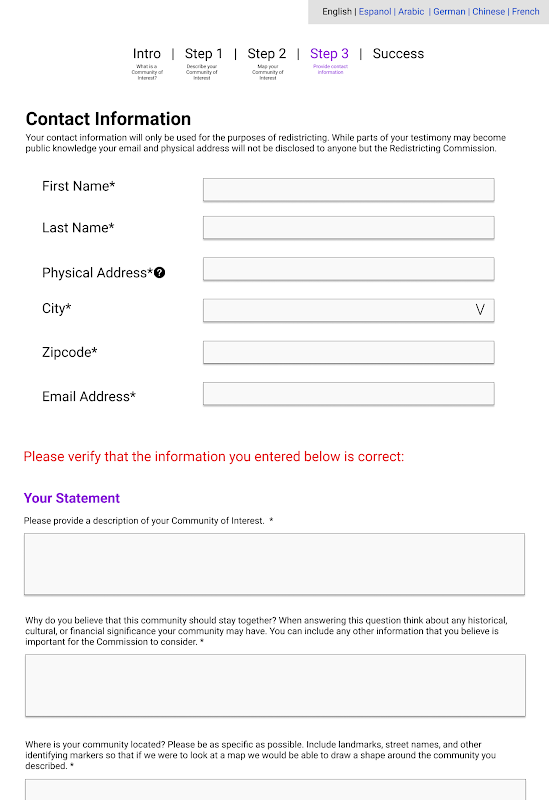 English | Espanol | Arabic | German | Chinese | French
Intro | Step 1 | Step 2 | Step 3 | Success
What is a Community of Interest?
Describe your Community of Interest
Map your Community of Interest
Provide contact information
Contact Information
Your contact information will only be used for the purposes of redistricting. While parts of your testimony may become
public knowledge your email and physical address will not be disclosed to anyone but the Redistricting Commission.
First Name*
Last Name*
Physical Address*?
City*
V
Zipcode*
Email Address*
Please verify that the information you entered below is correct:
Your Statement
Please provide a description of your Community of Interest. *
Why do you believe that this community should stay together? When answering this question think about any historical,
cultural, or financial significance your community may have. You can include any other information that you believe is
important for the Commission to consider. *
Where is your community located? Please be as specific as possible. Include landmarks, street names, and other
identifying markers so that if we were to look at a map we would be able to draw a shape around the community you
described. *